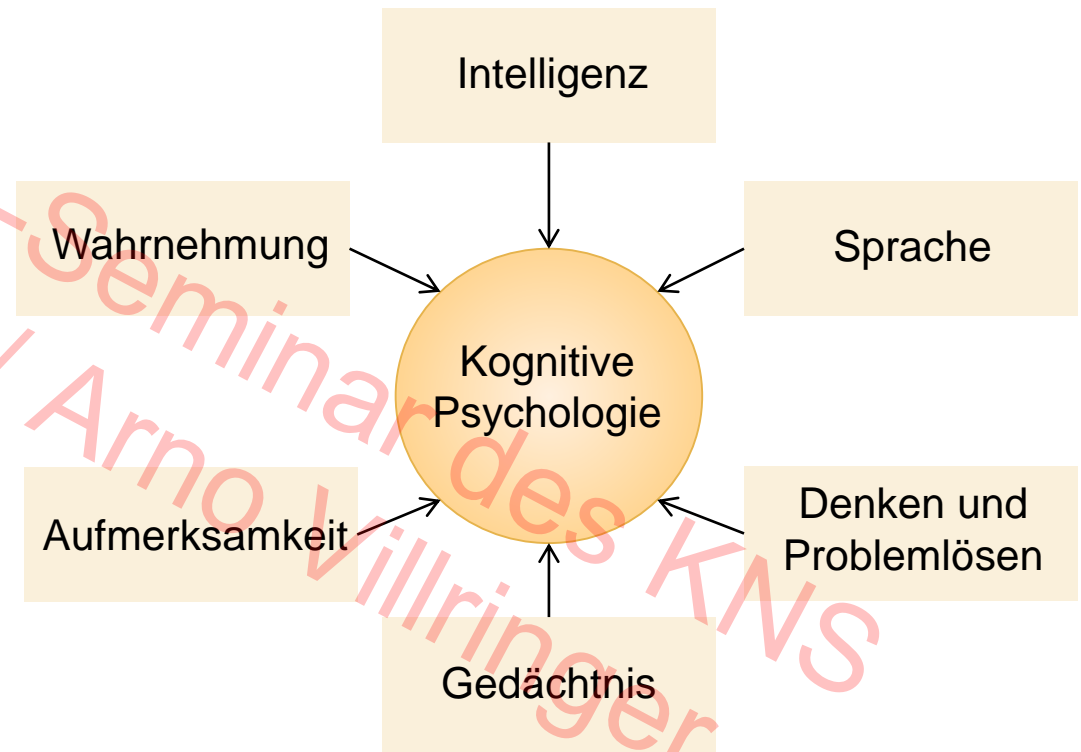 Intelligenz
Wahrnehmung
Sprache
Kognitive
Psychologie
Aufmerksamkeit
Denken und
Problemlösen
Gedächtnis
-Seminar des KNS
/ Arno Villringer